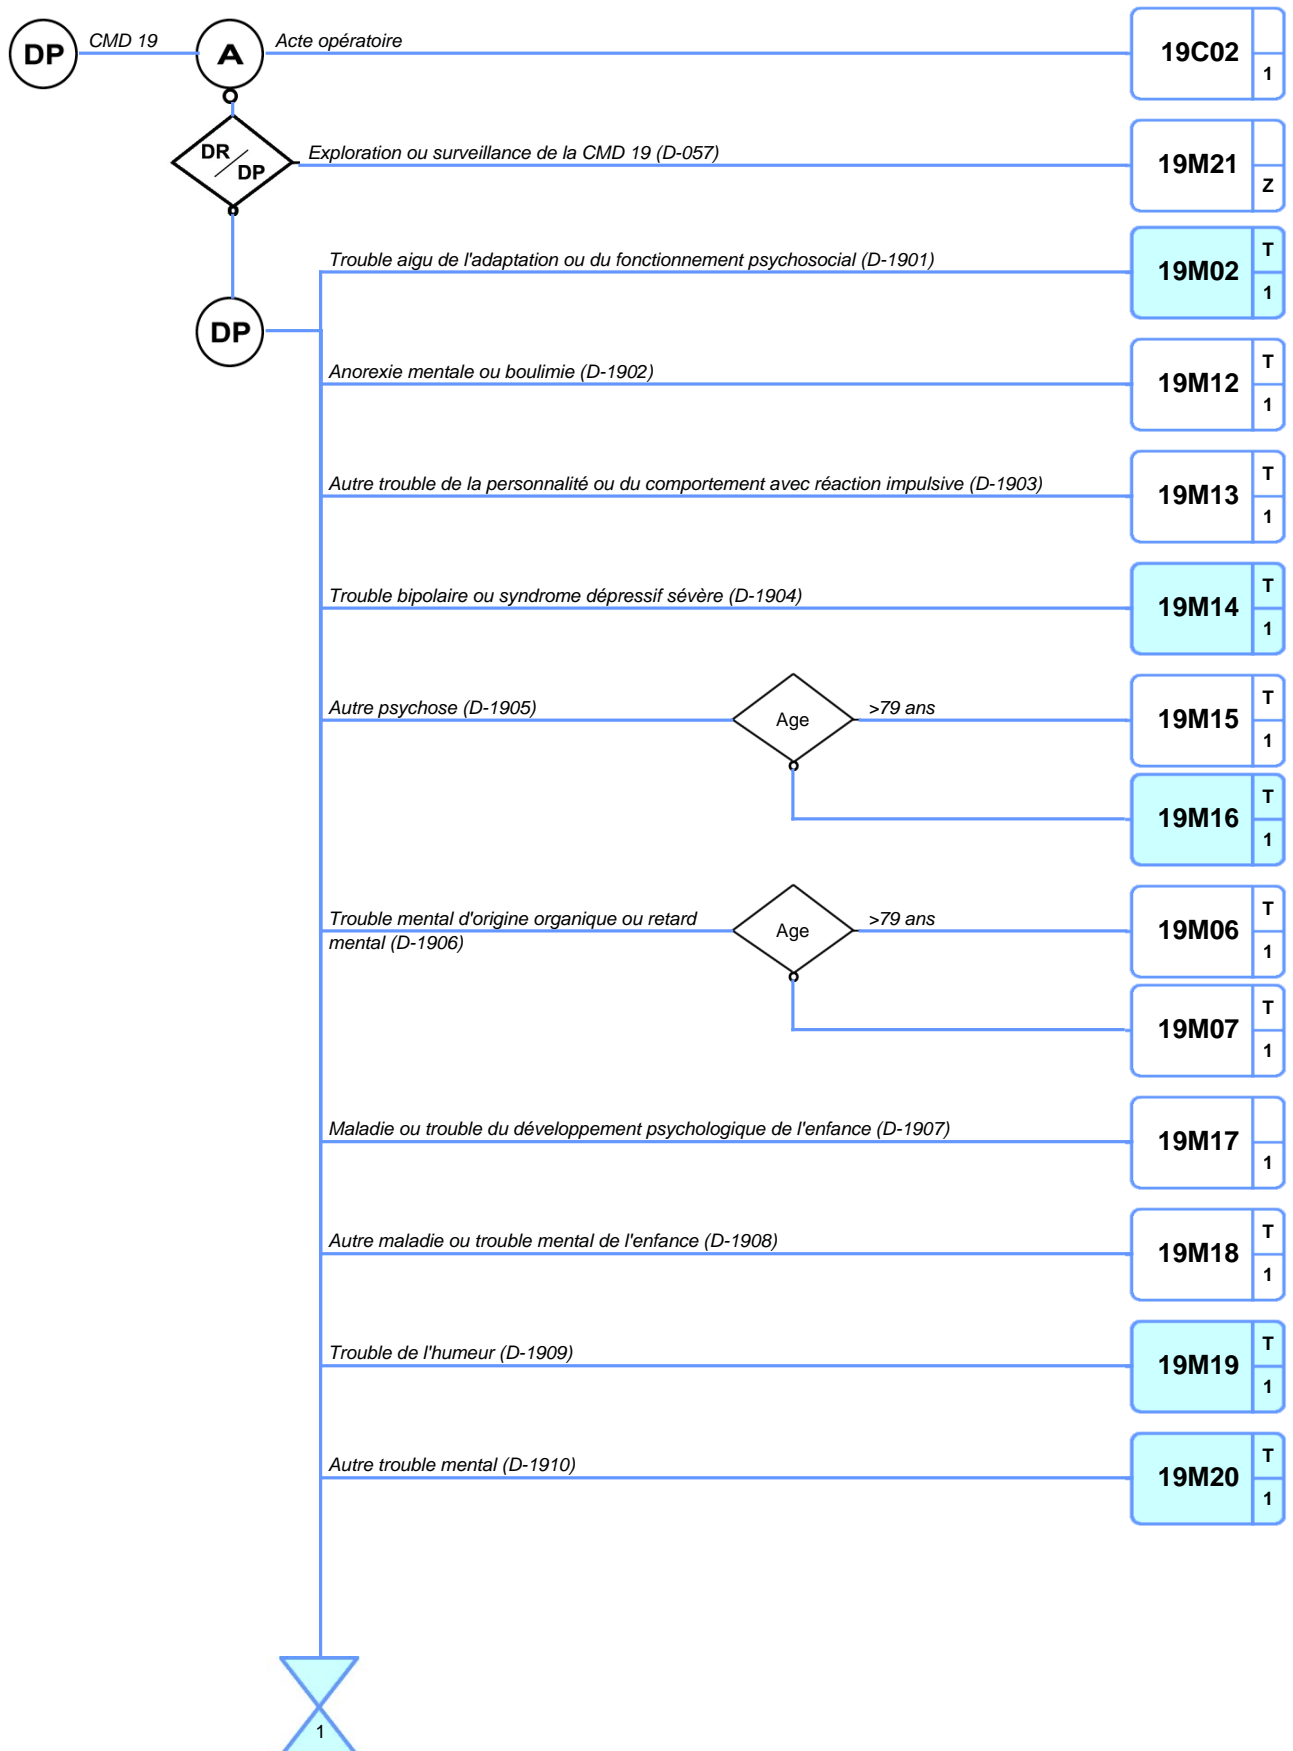 DP
CMD 19
A
Acte opératoire
19C02
1
DR
DP
Exploration ou surveillance de la CMD 19 (D-057)
19M21
Z
DP
Trouble aigu de l'adaptation ou du fonctionnement psychosocial (D-1901)
19M02
T
1
Anorexie mentale ou boulimie (D-1902)
19M12
T
1
Autre trouble de la personnalité ou du comportement avec réaction impulsive (D-1903)
19M13
T
1
Trouble bipolaire ou syndrome dépressif sévère (D-1904)
19M14
T
1
Autre psychose (D-1905)
Age
>79 ans
19M15
T
1
19M16
T
1
Trouble mental d'origine organique ou retard
mental (D-1906)
Age
>79 ans
19M06
T
1
19M07
T
1
Maladie ou trouble du développement psychologique de l'enfance (D-1907)
19M17
1
Autre maladie ou trouble mental de l'enfance (D-1908)
19M18
T
1
Trouble de l'humeur (D-1909)
19M19
T
1
Autre trouble mental (D-1910)
19M20
T
1
1